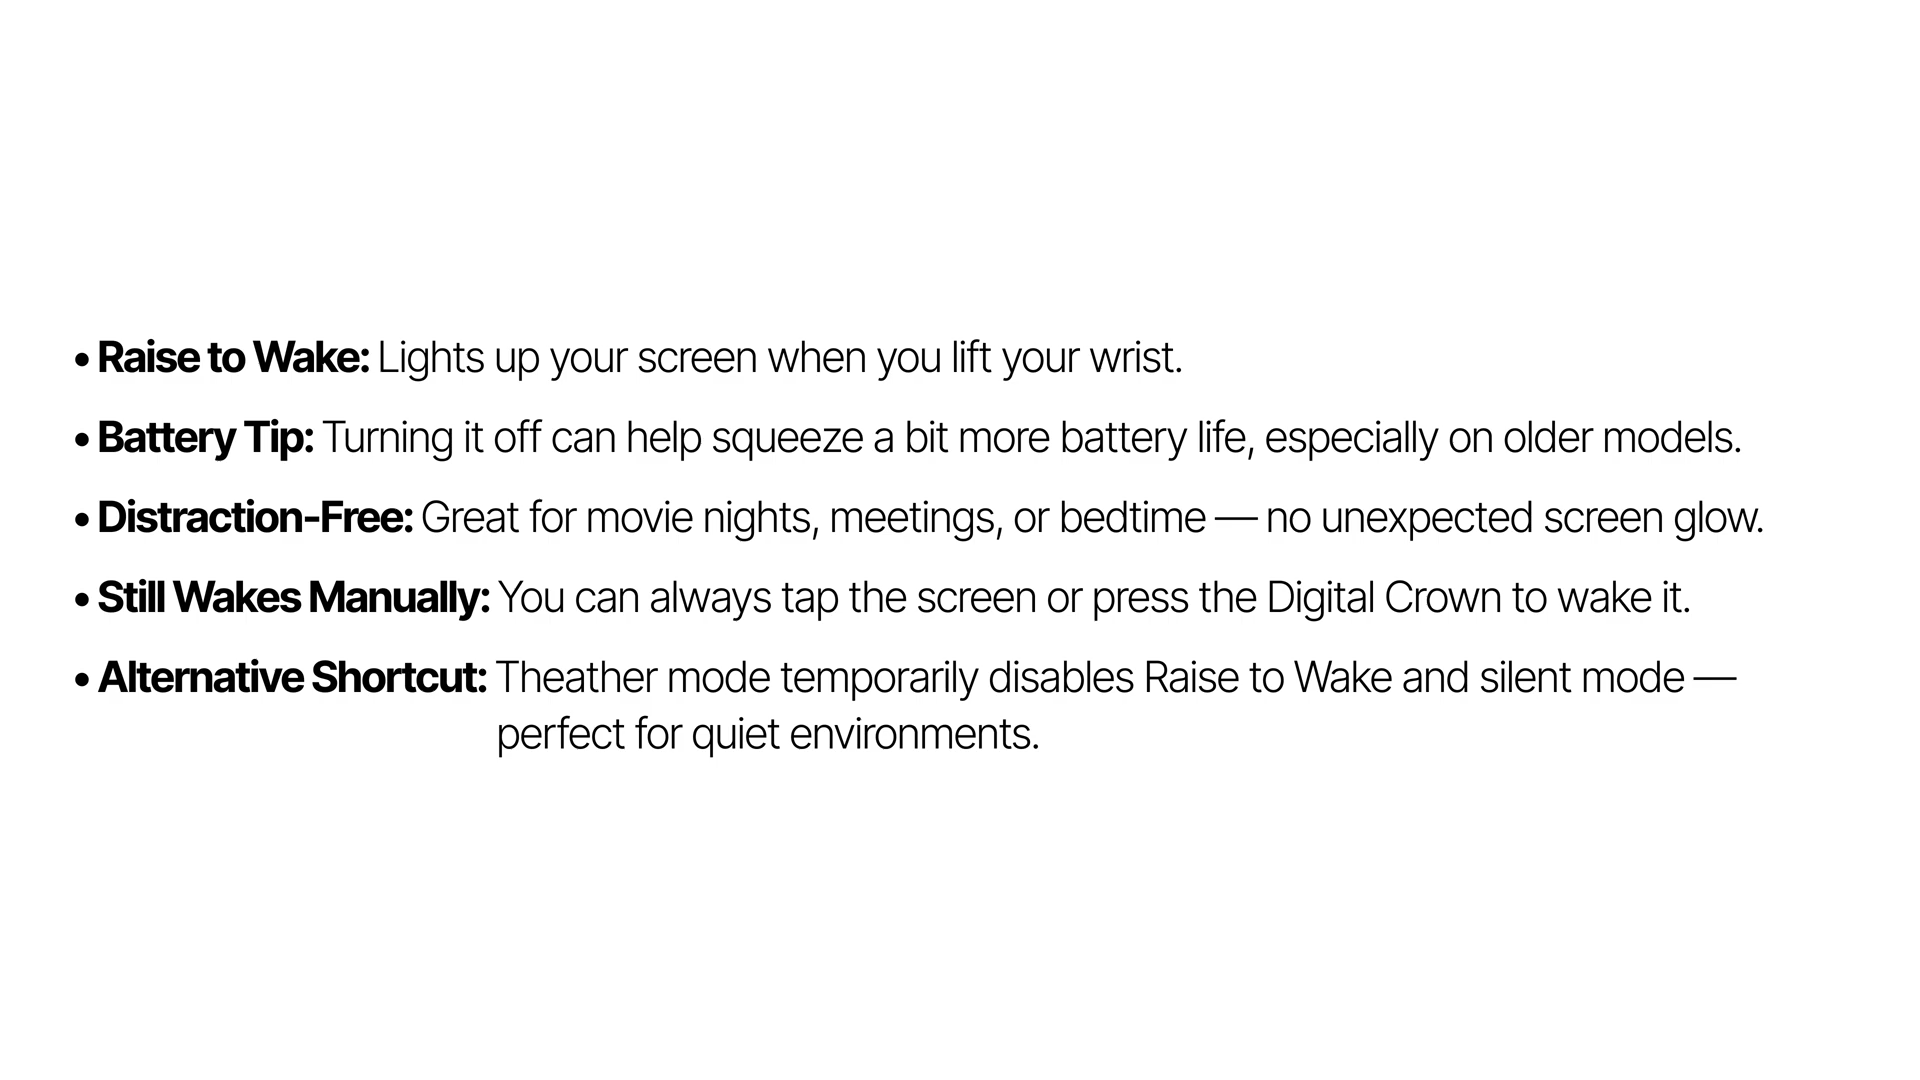 • Raise to Wake: Lights up your screen when you lift your wrist.
• Battery Tip: Turning it off can help squeeze a bit more battery life, especially on older models.
• Distraction-Free: Great for movie nights, meetings, or bedtime — no unexpected screen glow.
• Still Wakes Manually: You can always tap the screen or press the Digital Crown to wake it.
• Alternative Shortcut: Theather mode temporarily disables Raise to Wake and silent mode —
perfect for quiet environments.